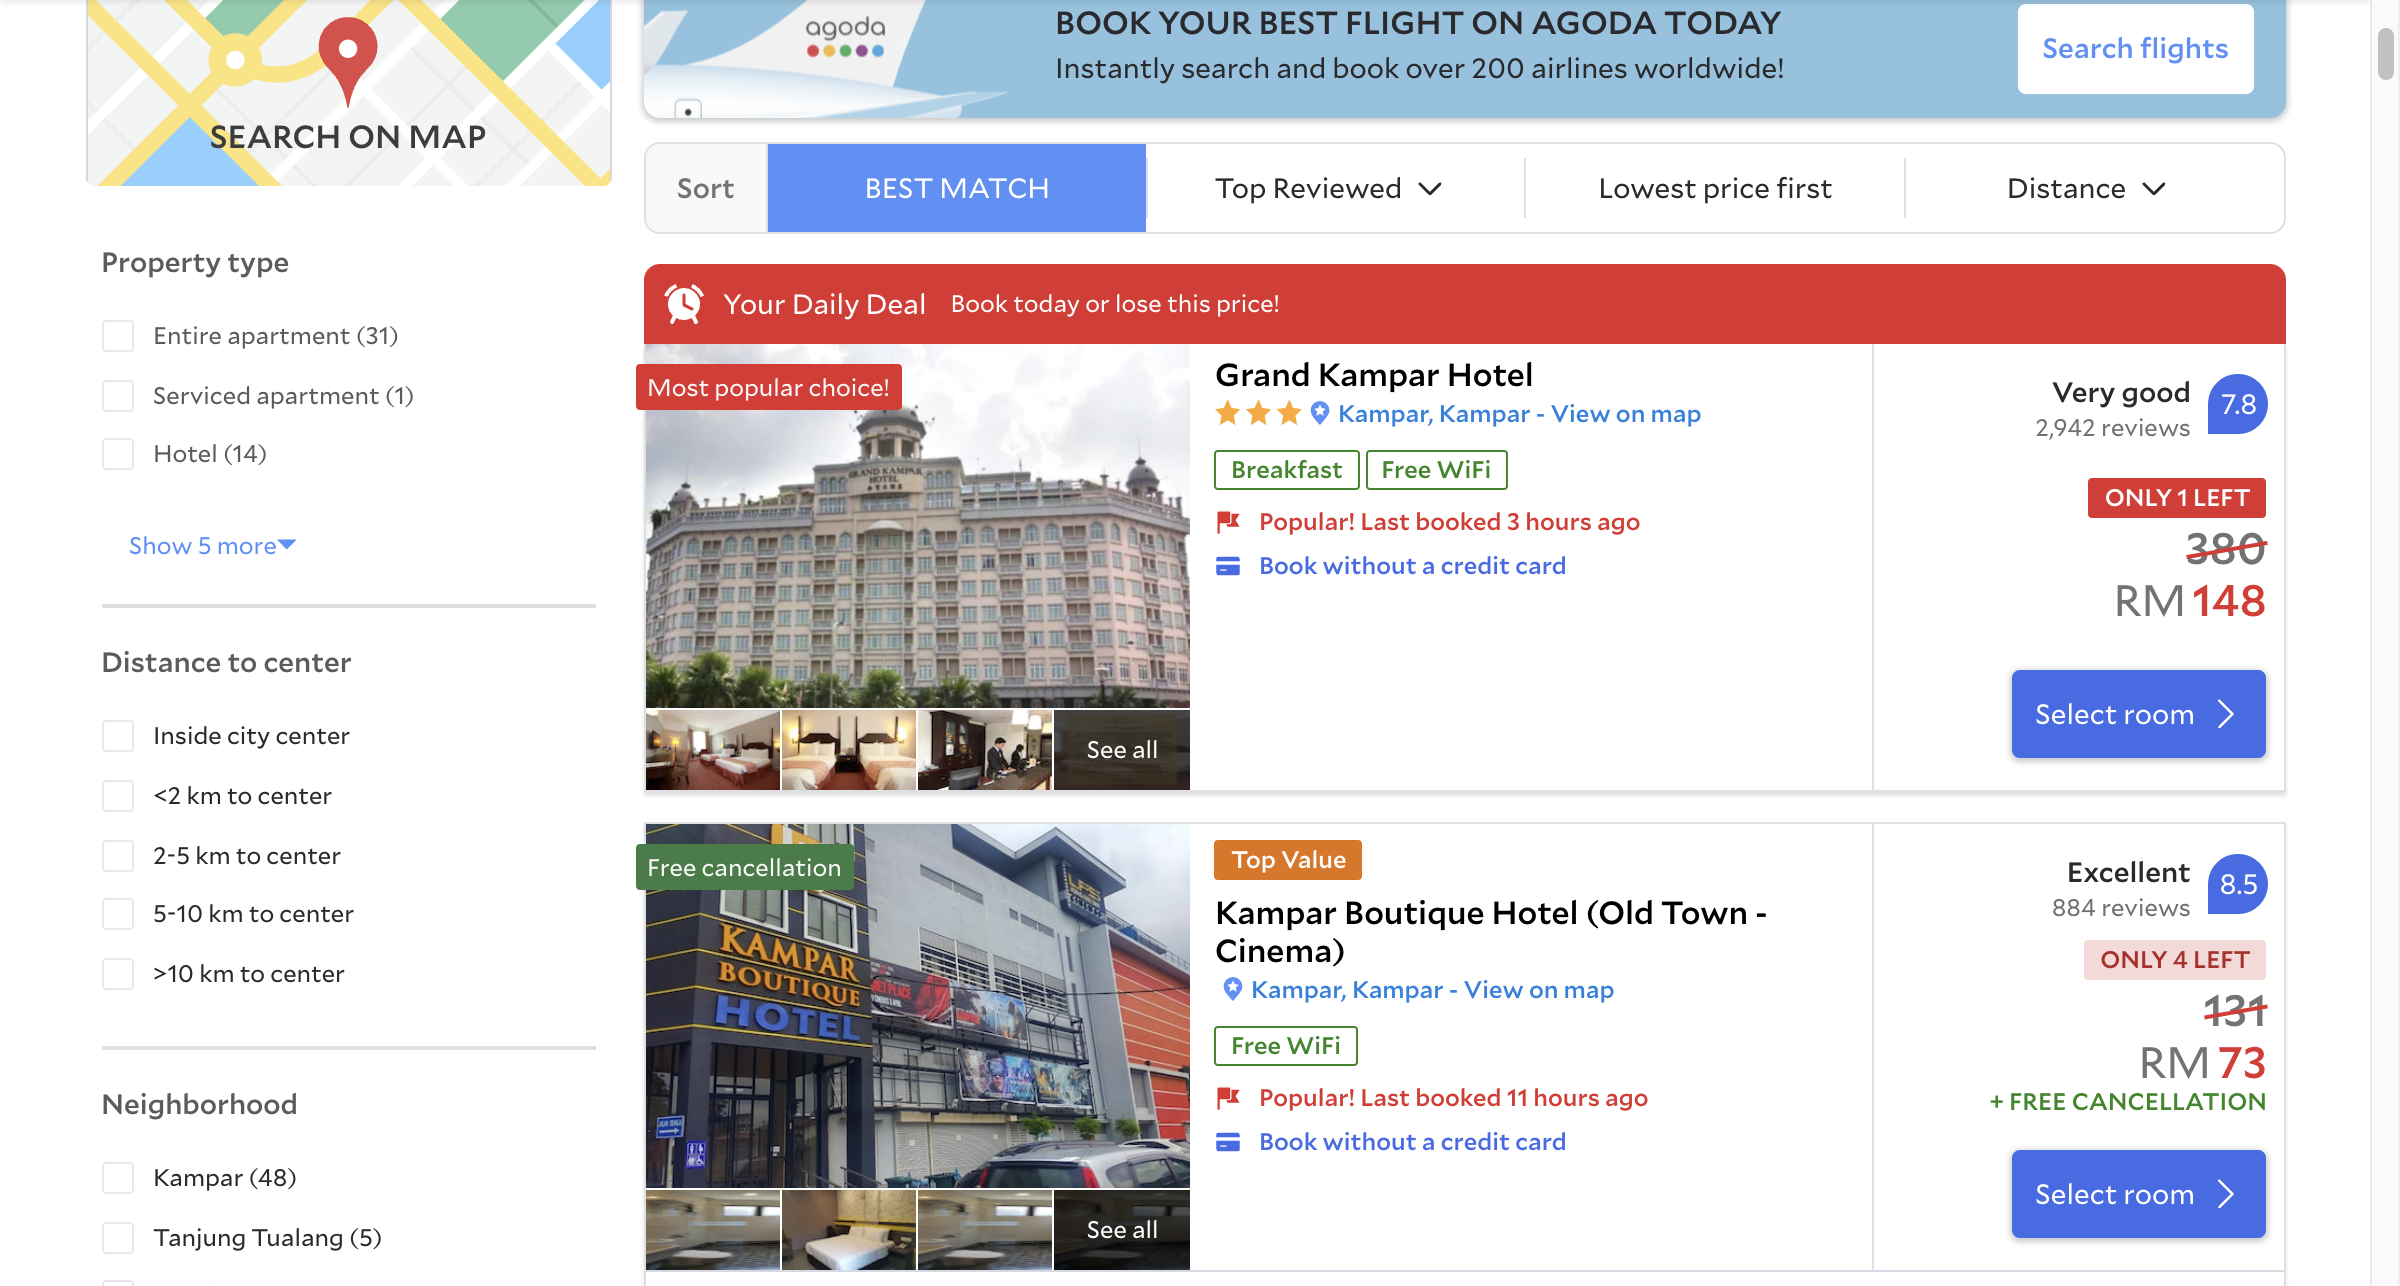 SEARCH ON MAP
agoda
BOOK YOUR BEST FLIGHT ON AGODA TODAY
Instantly search and book over 200 airlines worldwide!
Search flights
Sort
BEST MATCH
Top Reviewed
Lowest price first
Distance
Property type
Entire apartment (31)
Serviced apartment (1)
Hotel (14)
Show 5 more
Distance to center
Inside city center
<2 km to center
2-5 km to center
5-10 km to center
>10 km to center
Neighborhood
Kampar (48)
Tanjung Tualang (5)
Your Daily Deal Book today or lose this price!
Most popular choice!
GRAND KAMPAR
HOTEL
See all
Grand Kampar Hotel
Kampar, Kampar - View on map
Breakfast
Free WiFi
Popular! Last booked 3 hours ago
Book without a credit card
Very good
2,942 reviews
7.8
ONLY 1 LEFT
380
RM 148
Select room
Free cancellation
LFS
KAMPAR
BOUTIQUE
HOTEL
See all
Top Value
Kampar Boutique Hotel (Old Town -
Cinema)
Kampar, Kampar - View on map
Free WiFi
Popular! Last booked 11 hours ago
Book without a credit card
Excellent
884 reviews
8.5
ONLY 4 LEFT
131
RM 73
+ FREE CANCELLATION
Select room